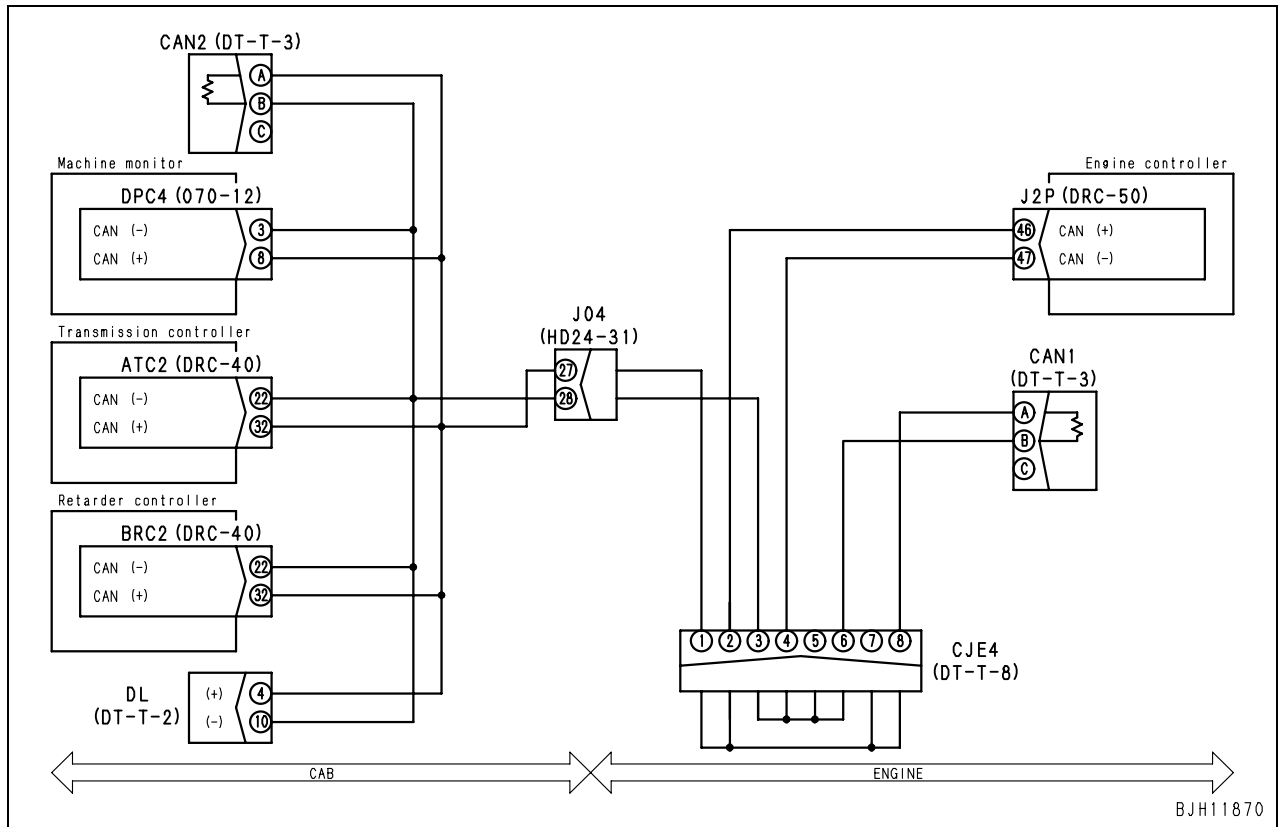 CAN2 (DT-T-3)
A
B
C
Machine monitor
DPC4 (070-12)
CAN (-)
3
CAN (+)
8
Transmission controller
ATC2 (DRC-40)
CAN (-)
22
CAN (+)
32
Retarder controller
BRC2 (DRC-40)
CAN (-)
22
CAN (+)
32
DL
(DT-T-2)
(+)
4
(-)
10
J04
(HD24-31)
27
28
Engine controller
J2P (DRC-50)
46
CAN (+)
47
CAN (-)
CAN1
(DT-T-3)
A
B
C
1 2 3 4 5 6 7 8
CJE4
(DT-T-8)
CAB
ENGINE
BJH11870